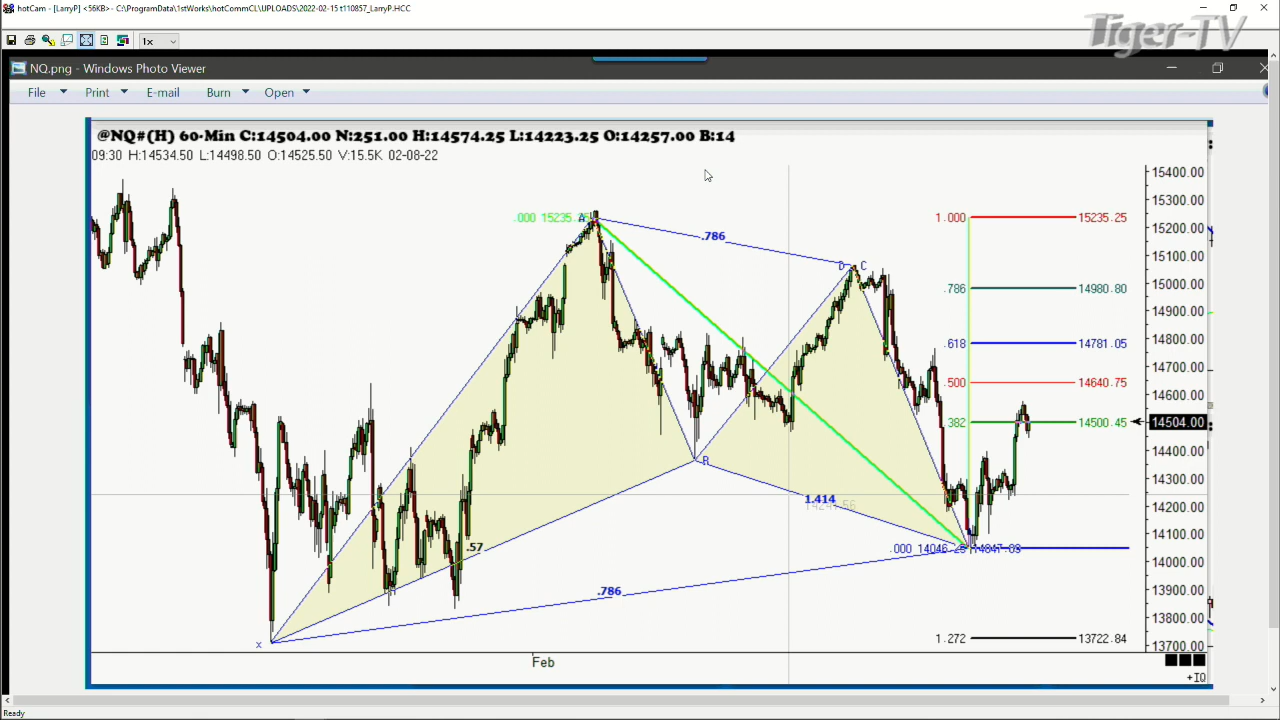 hotCam - [LarryP] <56KB>- C:\ProgramData\1stWorks\hotCommCL\UPLOADS\2022-02-15 t110857_LarryP.HCC
Tiger-TV
1x
NQ.png - Windows Photo Viewer
File Print E-mail Burn Open
@NQ#(H) 60-Min C:14504.00 N:251.00 H:14574.25 L:14223.25 O:14257.00 B:14
09:30 H:14534.50 L:14498.50 O:14525.50 V:15.5K 02-08-22
15400.00
15300.00
.000 15235.25 A
1.000 15235.25
15200.00
.786
15100.00
D C
15000.00
.786 14980.80
14900.00
14800.00
.618 14781.05
14700.00
.500 14640.75
14600.00
.382 14500.45
14504.00
14400.00
B
14300.00
1.414
14200.00
14100.00
.57
.000 14046.25
14000.00
.786
13900.00
13800.00
1.272 13722.84
13700.00
X
Feb
+IQ
Ready